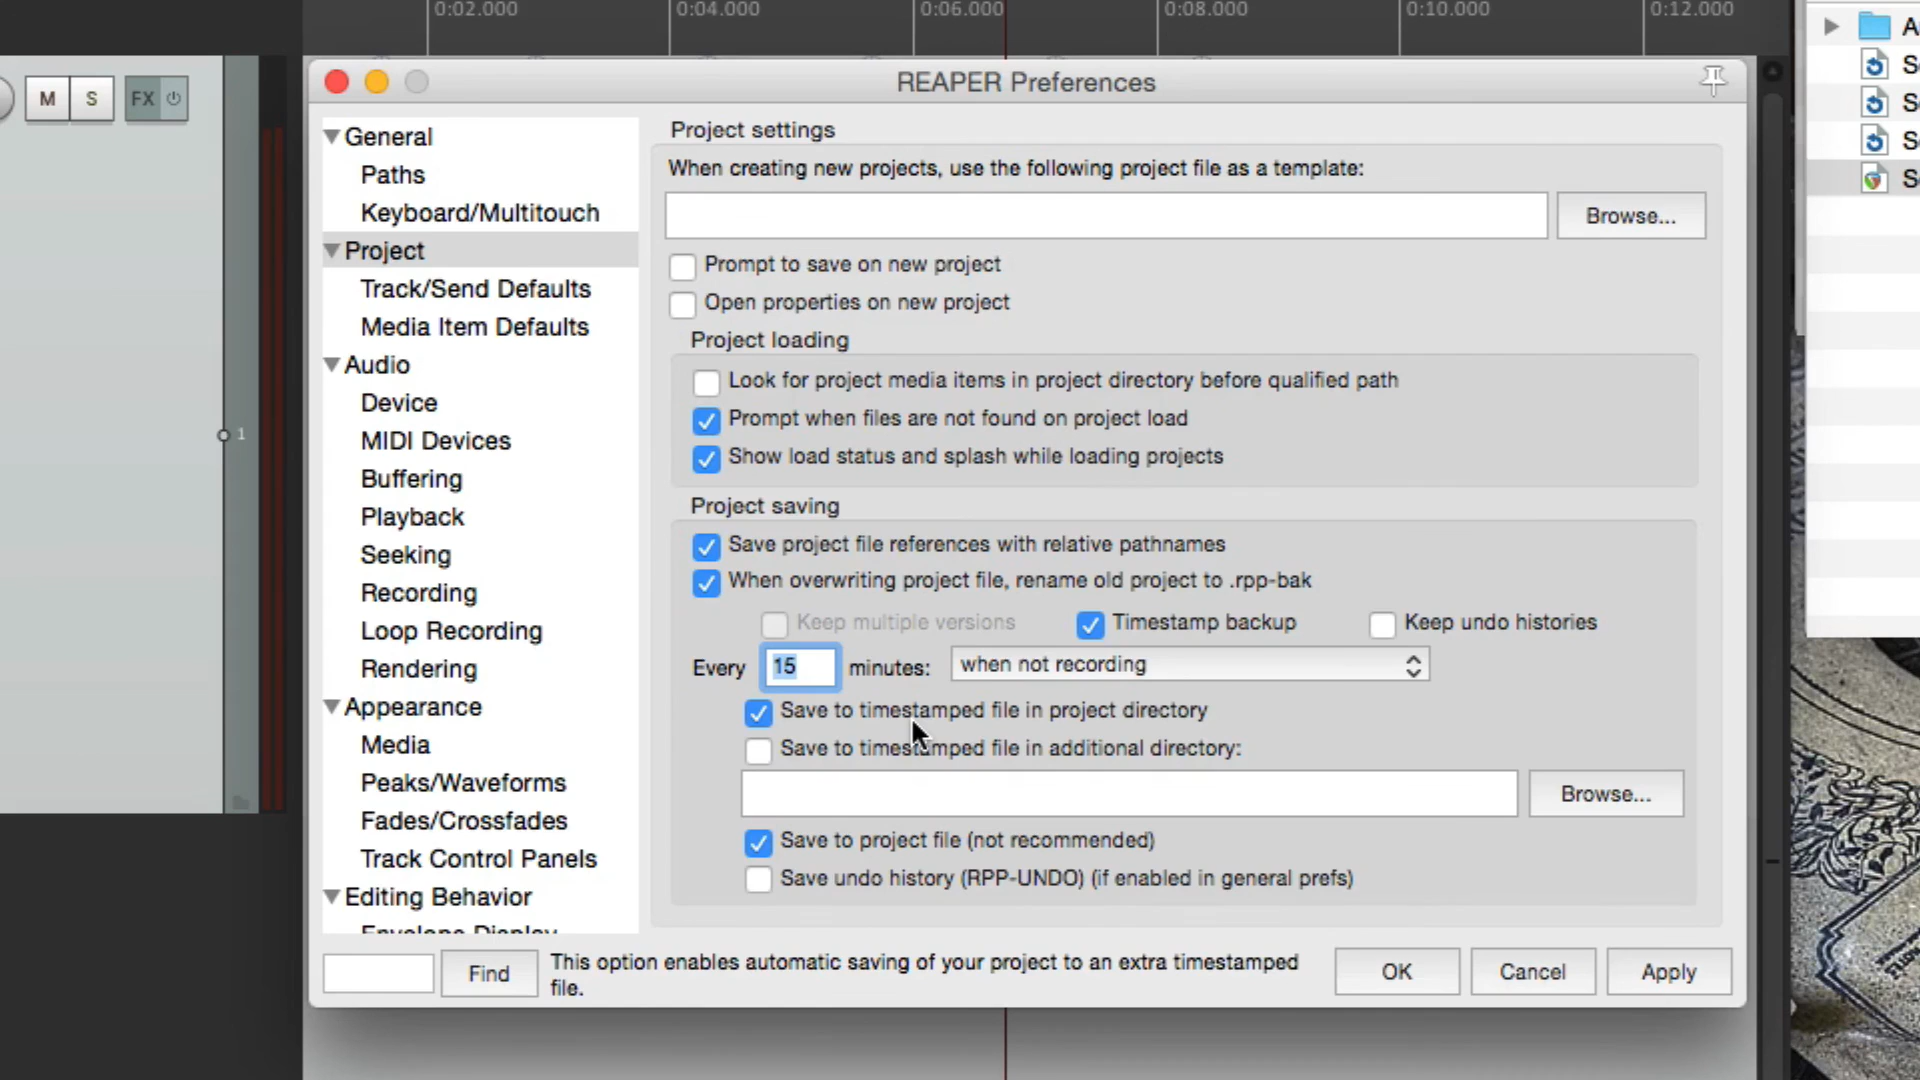 0:02.000 0:04.000 0:06.000 0:08.000 0:10.000 0:12.000
M S FX
1
REAPER Preferences
General
Paths
Keyboard/Multitouch
Project
Track/Send Defaults
Media Item Defaults
Audio
Device
MIDI Devices
Buffering
Playback
Seeking
Recording
Loop Recording
Rendering
Appearance
Media
Peaks/Waveforms
Fades/Crossfades
Track Control Panels
Editing Behavior
Envelope Display
Find
Project settings
When creating new projects, use the following project file as a template:
Browse...
Prompt to save on new project
Open properties on new project
Project loading
Look for project media items in project directory before qualified path
Prompt when files are not found on project load
Show load status and splash while loading projects
Project saving
Save project file references with relative pathnames
When overwriting project file, rename old project to .rpp-bak
Keep multiple versions Timestamp backup Keep undo histories
Every 15 minutes: when not recording
Save to timestamped file in project directory
Save to timestamped file in additional directory:
Browse...
Save to project file (not recommended)
Save undo history (RPP-UNDO) (if enabled in general prefs)
This option enables automatic saving of your project to an extra timestamped
file.
OK Cancel Apply